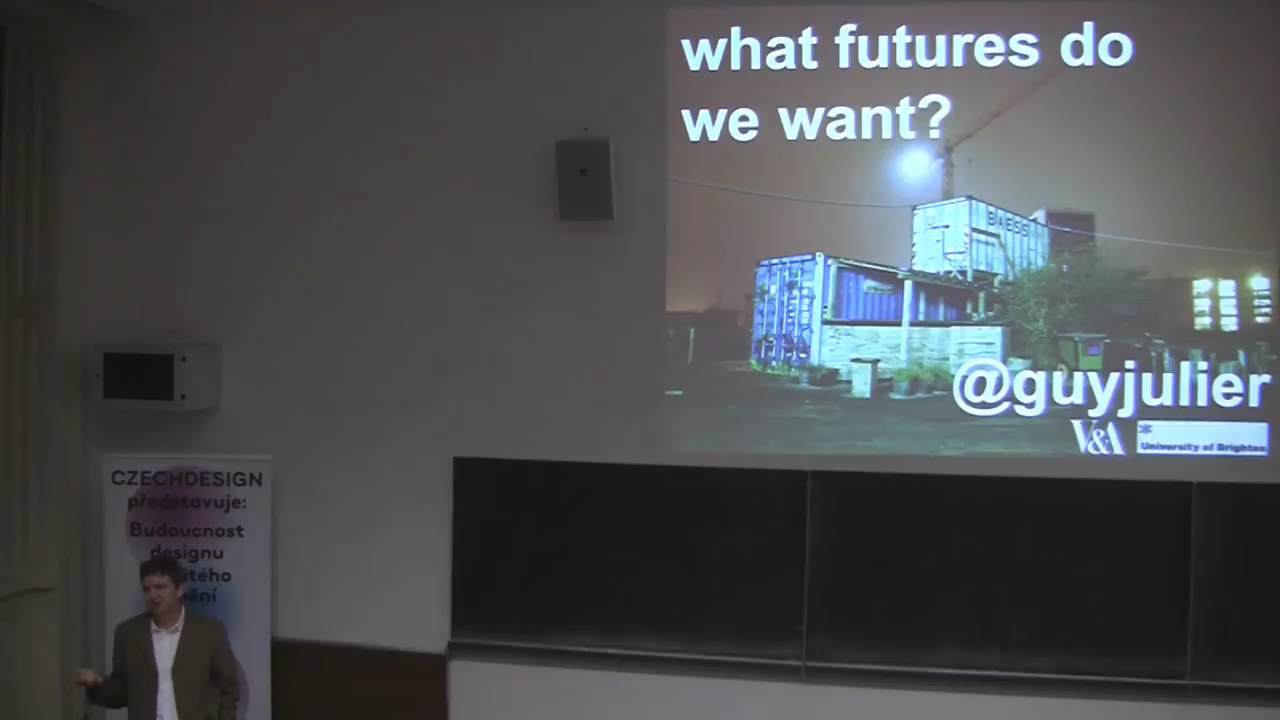 what futures do
we want?
BAESS
@guyjulier
V&A
*
University of Brighton
CZECHDESIGN
představuje:
Budoucnost
designu